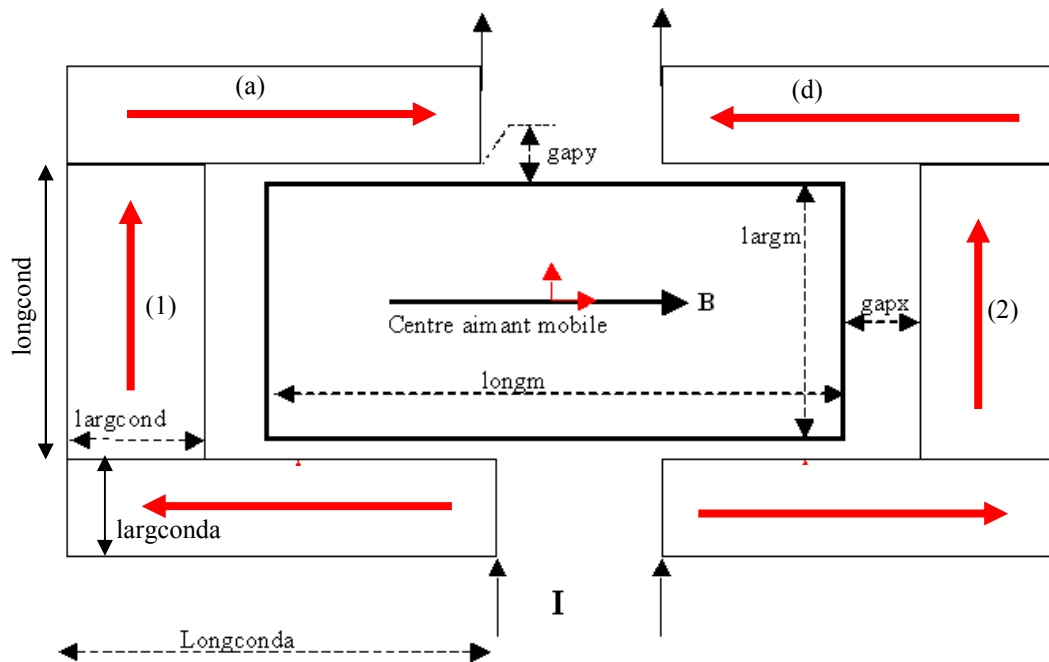 (a)
(d)
gapy
largm
longcond
(1)
B
Centre aimant mobile
gapx
(2)
longm
largcond
largconda
I
Longconda